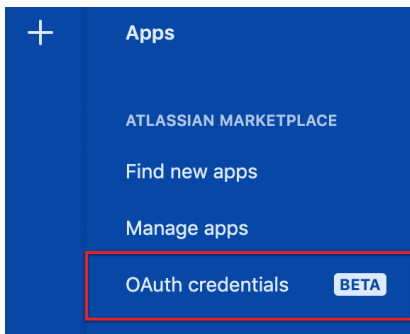 Apps
ATLASSIAN MARKETPLACE
Find new apps
Manage apps
OAuth credentials BETA